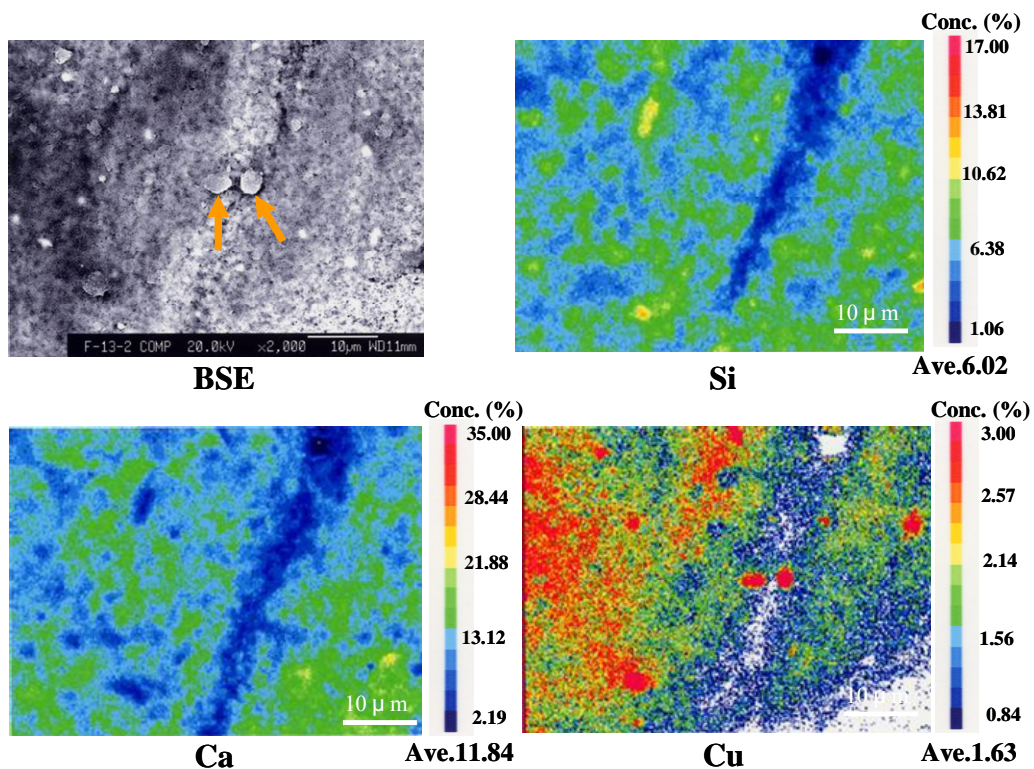 Conc. (%)
17.00
13.81
10.62
6.38
1.06
10 μ m
Ave.6.02
F-13-2 COMP 20.0kV ×2,000 10μm WD11mm
BSE
Si
Conc. (%)
35.00
28.44
21.88
13.12
2.19
10 μ m
Ave.11.84
Ca
Conc. (%)
3.00
2.57
2.14
1.56
0.84
10 μ m
Ave.1.63
Cu